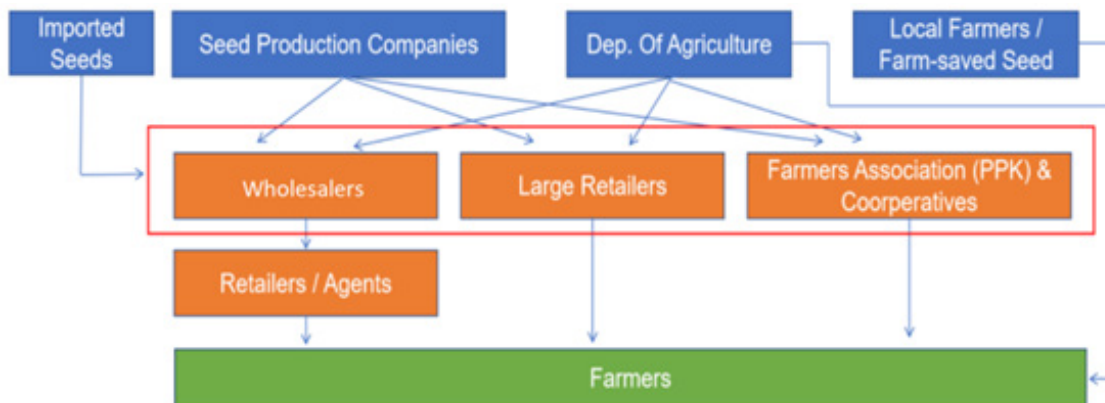 Imported
Seeds
Seed Production Companies
Dep. Of Agriculture
Local Farmers /
Farm-saved Seed
Wholesalers
Large Retailers
Farmers Association (PPK) &
Coorperatives
Retailers / Agents
Farmers